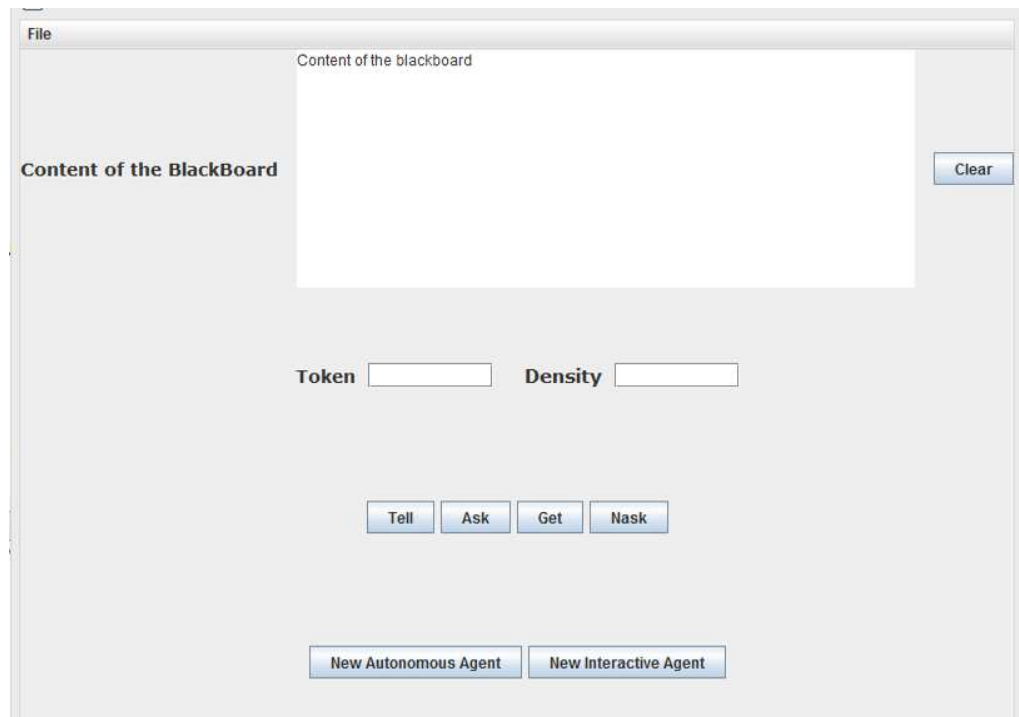 File
Content of the blackboard
Content of the BlackBoard
Clear
Token Density
Tell Ask Get Nask
New Autonomous Agent New Interactive Agent